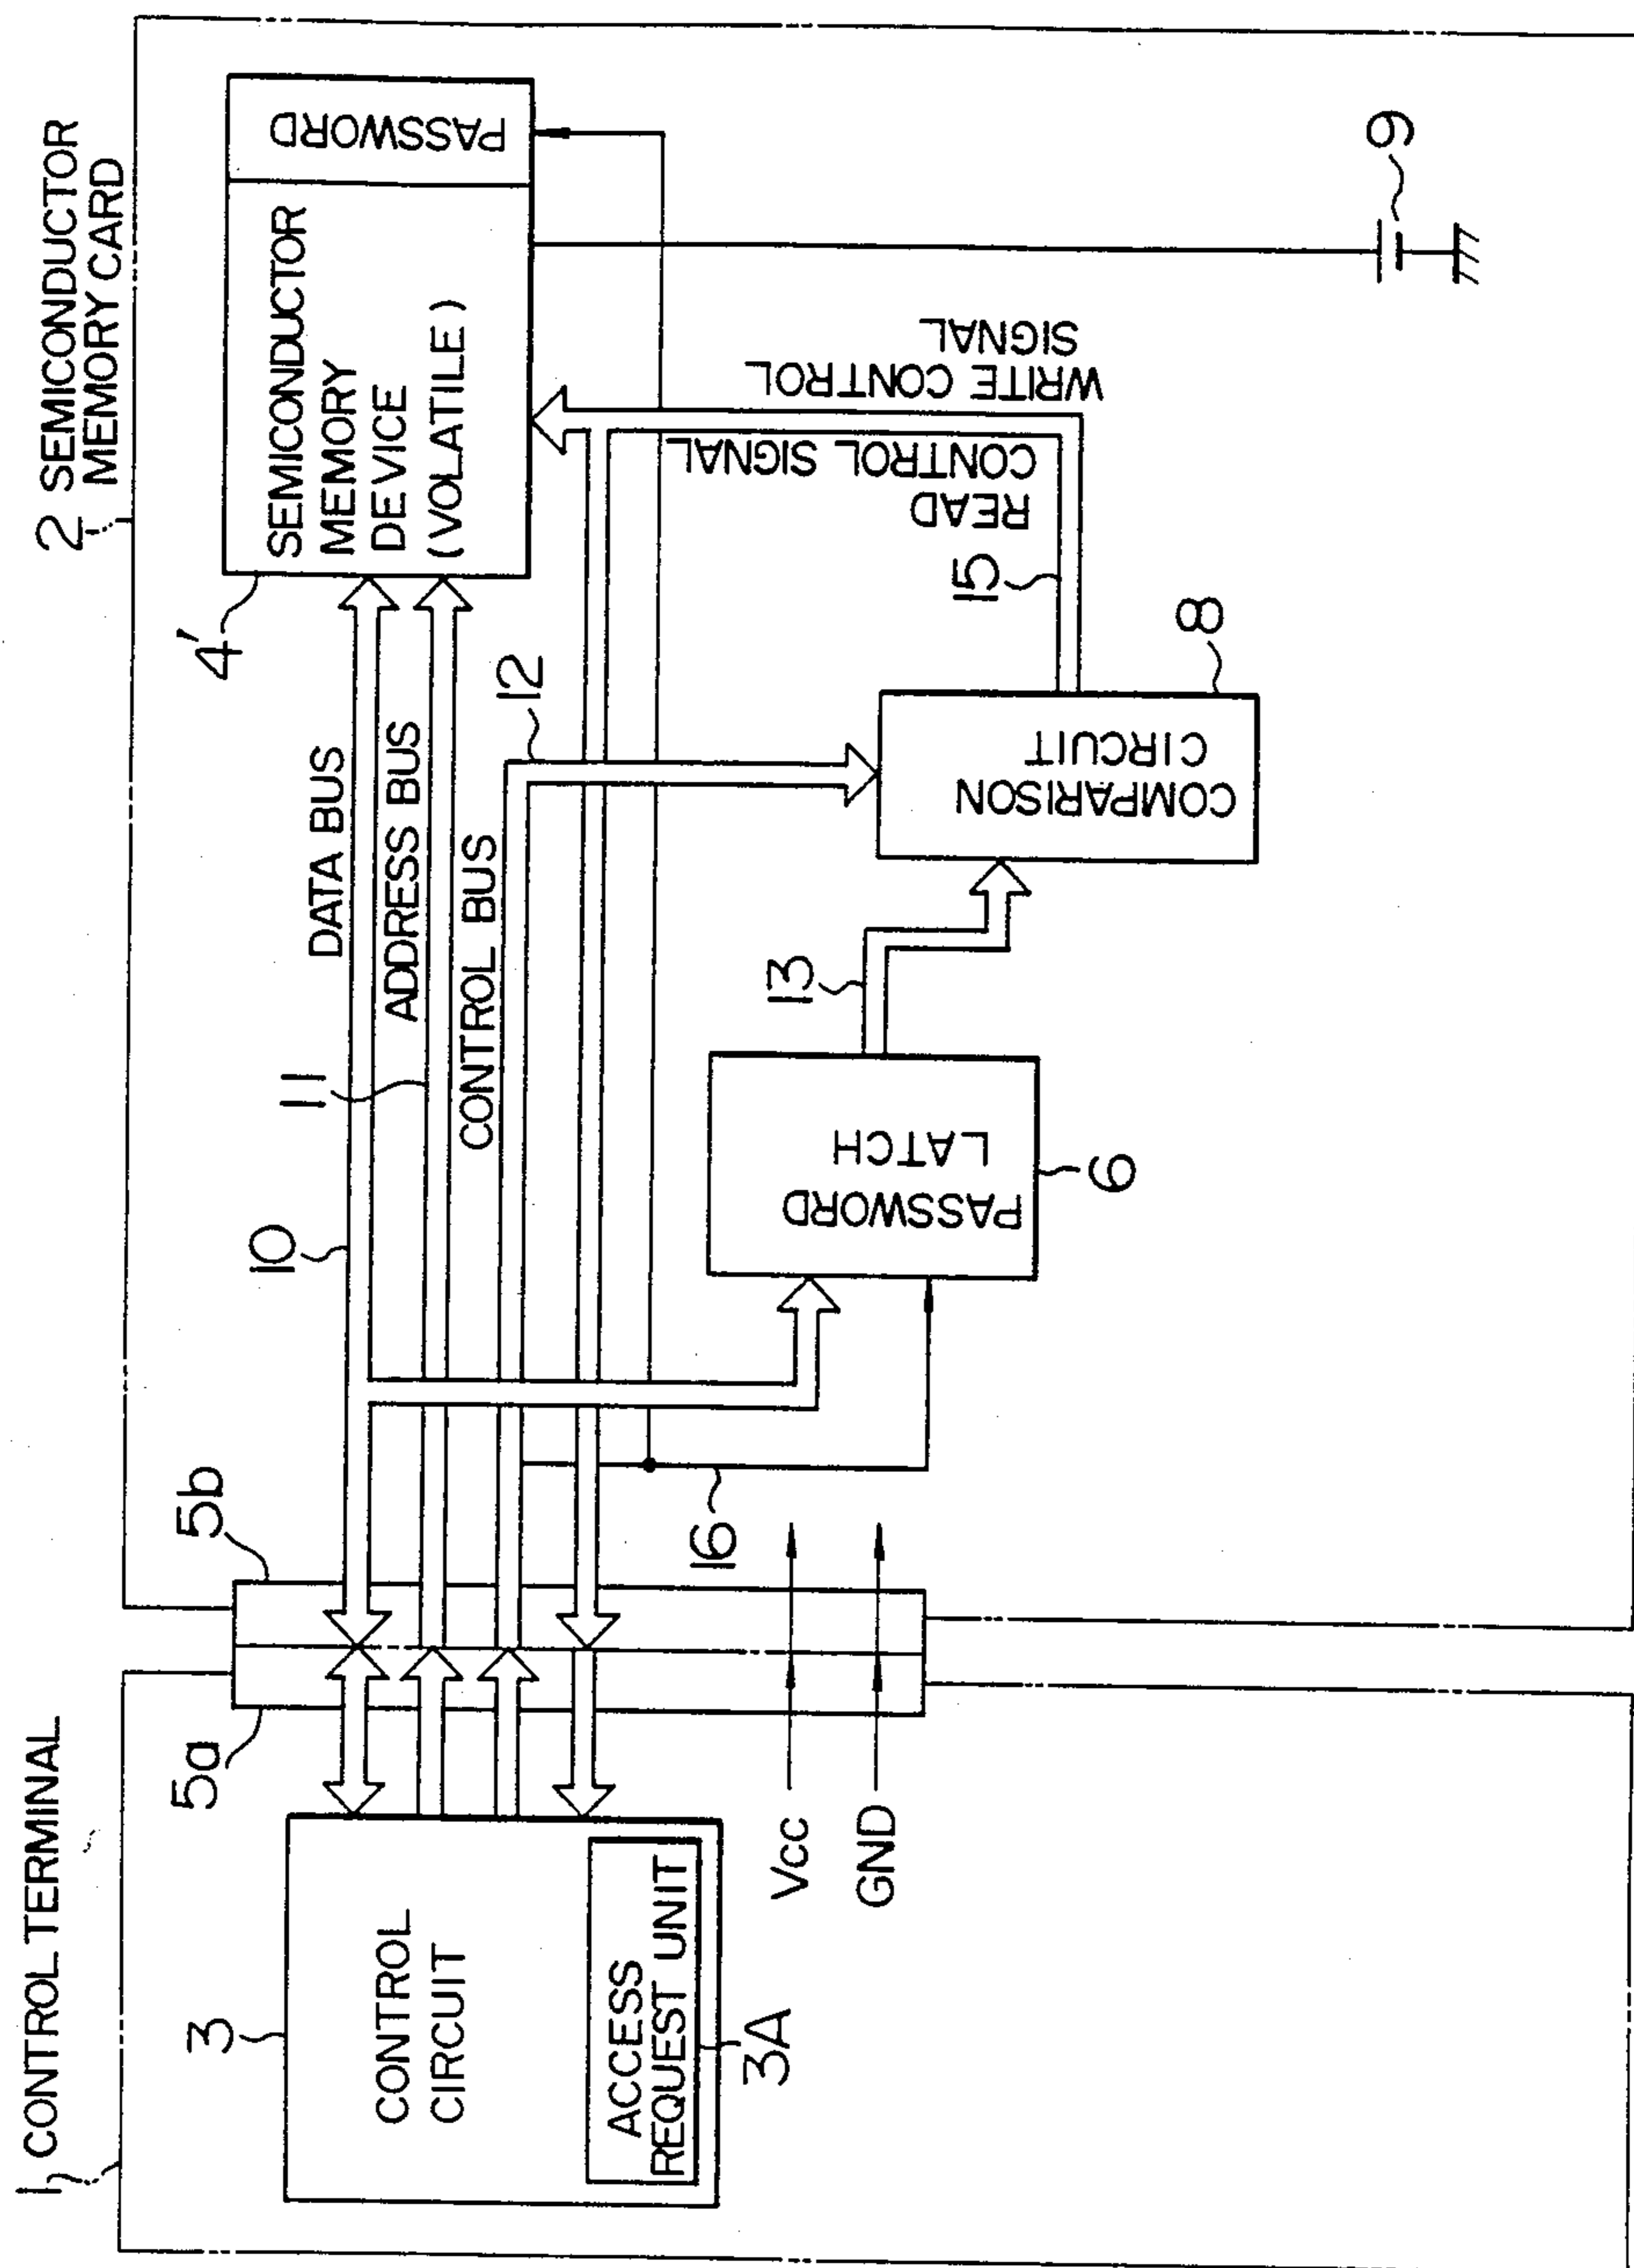 1 CONTROL TERMINAL
3
CONTROL
CIRCUIT
ACCESS
REQUEST UNIT
3A
5a
5b
Vcc
GND
2 SEMICONDUCTOR
MEMORY CARD
10
DATA BUS
11
ADDRESS BUS
CONTROL BUS
12
16
4'
SEMICONDUCTOR
MEMORY
DEVICE
(VOLATILE)
PASSWORD
PASSWORD
LATCH
6
13
COMPARISON
CIRCUIT
8
15
READ
CONTROL SIGNAL
WRITE CONTROL
SIGNAL
9